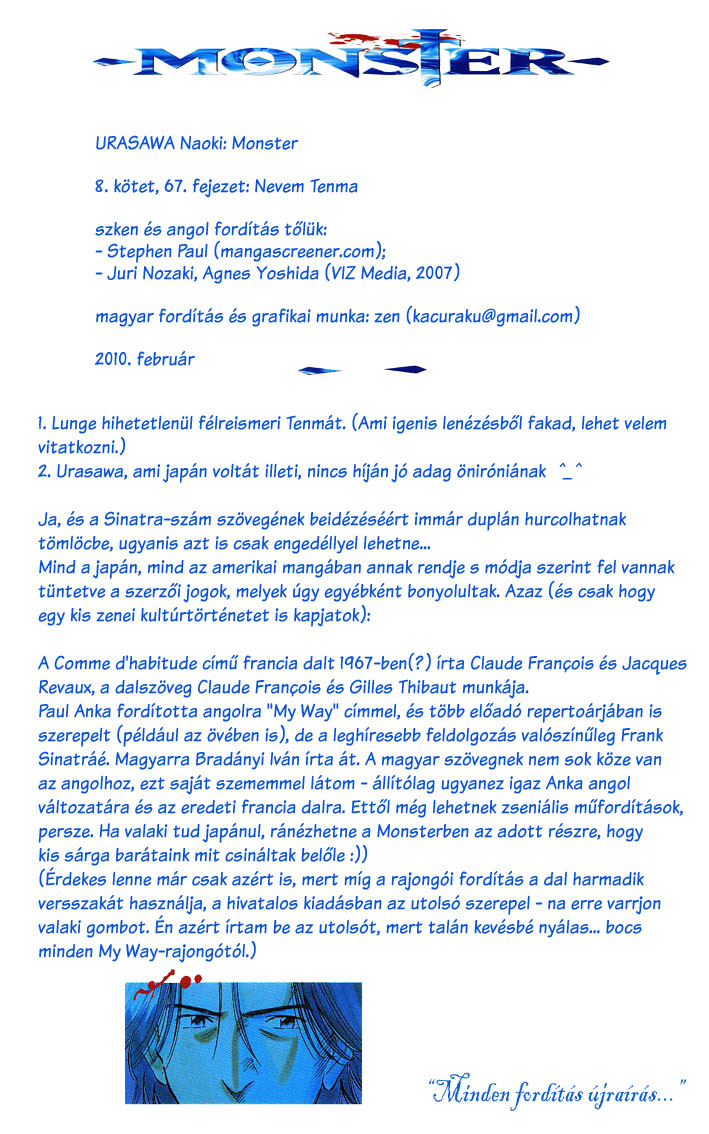 MONSTER
URASAWA Naoki: Monster
8. kötet, 67. fejezet: Nevem Tenma
szken és angol fordítás tőlük:
- Stephen Paul (mangascreener.com);
- Juri Nozaki, Agnes Yoshida (VIZ Media, 2007)
magyar fordítás és grafikai munka: zen (kacuraku@gmail.com)
2010. február
1. Lunge hihetetlenül félreismeri Tenmát. (Ami igenis lenézésből fakad, lehet velem
vitatkozni.)
2. Urasawa, ami japán voltát illeti, nincs híján jó adag öniróniának ^_^
Ja, és a Sinatra-szám szövegének beidézéséért immár duplán hurcolhatnak
tömlöcbe, ugyanis azt is csak engedéllyel lehetne...
Mind a japán, mind az amerikai mangában annak rendje s módja szerint fel vannak
tüntetve a szerzői jogok, melyek úgy egyébként bonyolultak. Azaz (és csak hogy
egy kis zenei kultúrtörténetet is kapjatok):
A Comme d'habitude című francia dalt 1967-ben(?) írta Claude François és Jacques
Revaux, a dalszöveg Claude François és Gilles Thibaut munkája.
Paul Anka fordította angolra "My Way" címmel, és több előadó repertoárjában is
szerepelt (például az övében is), de a leghíresebb feldolgozás valószínűleg Frank
Sinatráé. Magyarra Bradányi Iván írta át. A magyar szövegnek nem sok köze van
az angolhoz, ezt saját szememmel látom - állítólag ugyanez igaz Anka angol
változatára és az eredeti francia dalra. Ettől még lehetnek zseniális műfordítások,
persze. Ha valaki tud japánul, ránézhetne a Monsterben az adott részre, hogy
kis sárga barátaink mit csináltak belőle :))
(Érdekes lenne már csak azért is, mert míg a rajongói fordítás a dal harmadik
versszakát használja, a hivatalos kiadásban az utolsó szerepel - na erre varrjon
valaki gombot. Én azért írtam be az utolsót, mert talán kevésbé nyálas... bocs
minden My Way-rajongótól.)
“Minden fordítás újraírás...”